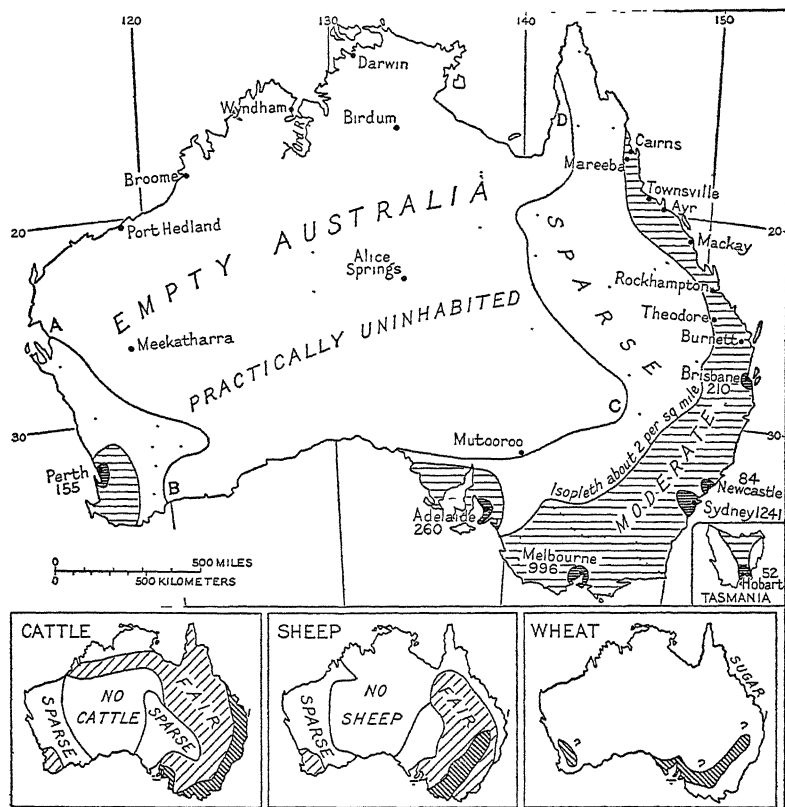 120
130
140
150
Darwin
Wyndham
Ord R.
Birdum
D
Cairns
Mareeba
Broome
Townsville
Ayr
20
Port Hedland
20
Mackay
EMPTY AUSTRALIA
SPARSE
Alice
Springs
Rockhampton
A
Theodore
Meekatharra
PRACTICALLY UNINHABITED
Burnett
Brisbane
210
C
Isopleth about 2 per sq mile
MODERATE
30
Mutooroo
30
Perth
155
B
84
Newcastle
Adelaide
260
Sydney 1241
Melbourne
996
0 500 MILES
0 500 KILOMETERS
52
Hobart
TASMANIA
CATTLE
SPARSE
NO
CATTLE
SPARSE
FAIR
SHEEP
SPARSE
NO
SHEEP
FAIR
WHEAT
SUGAR
?
?
?